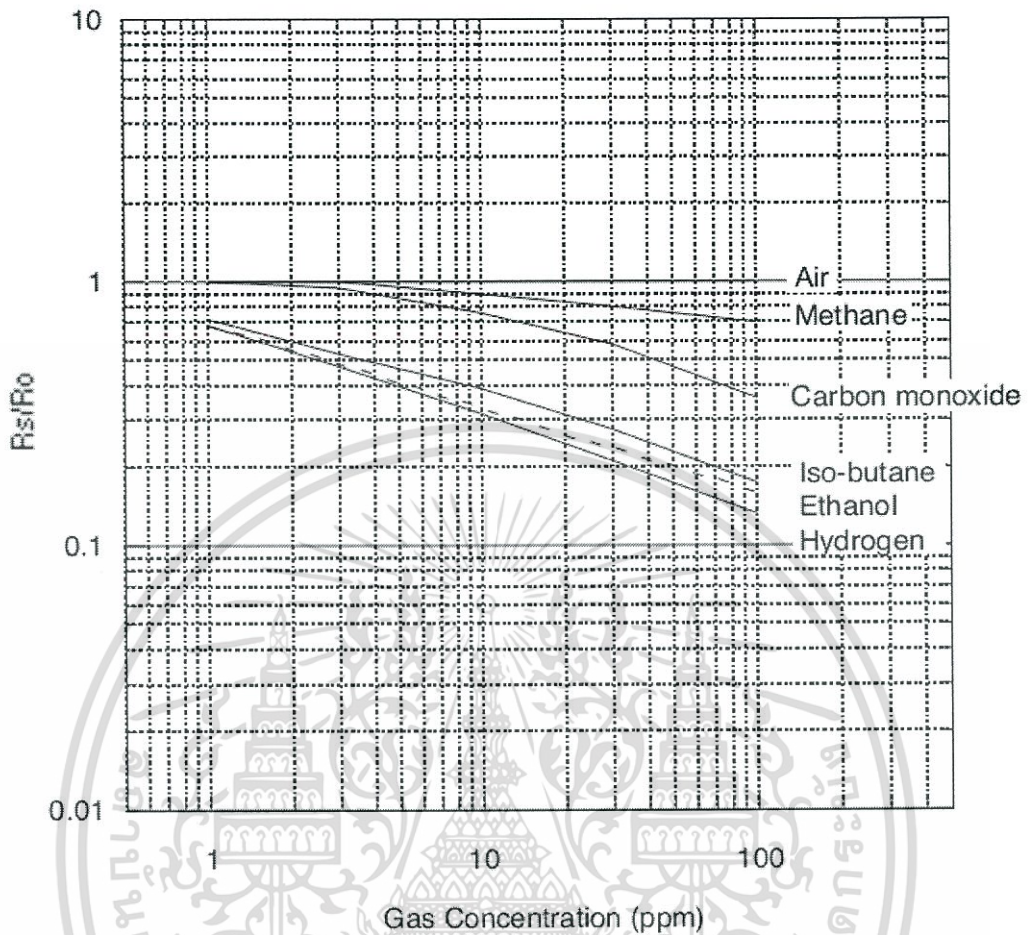 10
1
0.1
0.01
Rs/Ro
Air
Methane
Carbon monoxide
Iso-butane
Ethanol
Hydrogen
1 10 100
Gas Concentration (ppm)